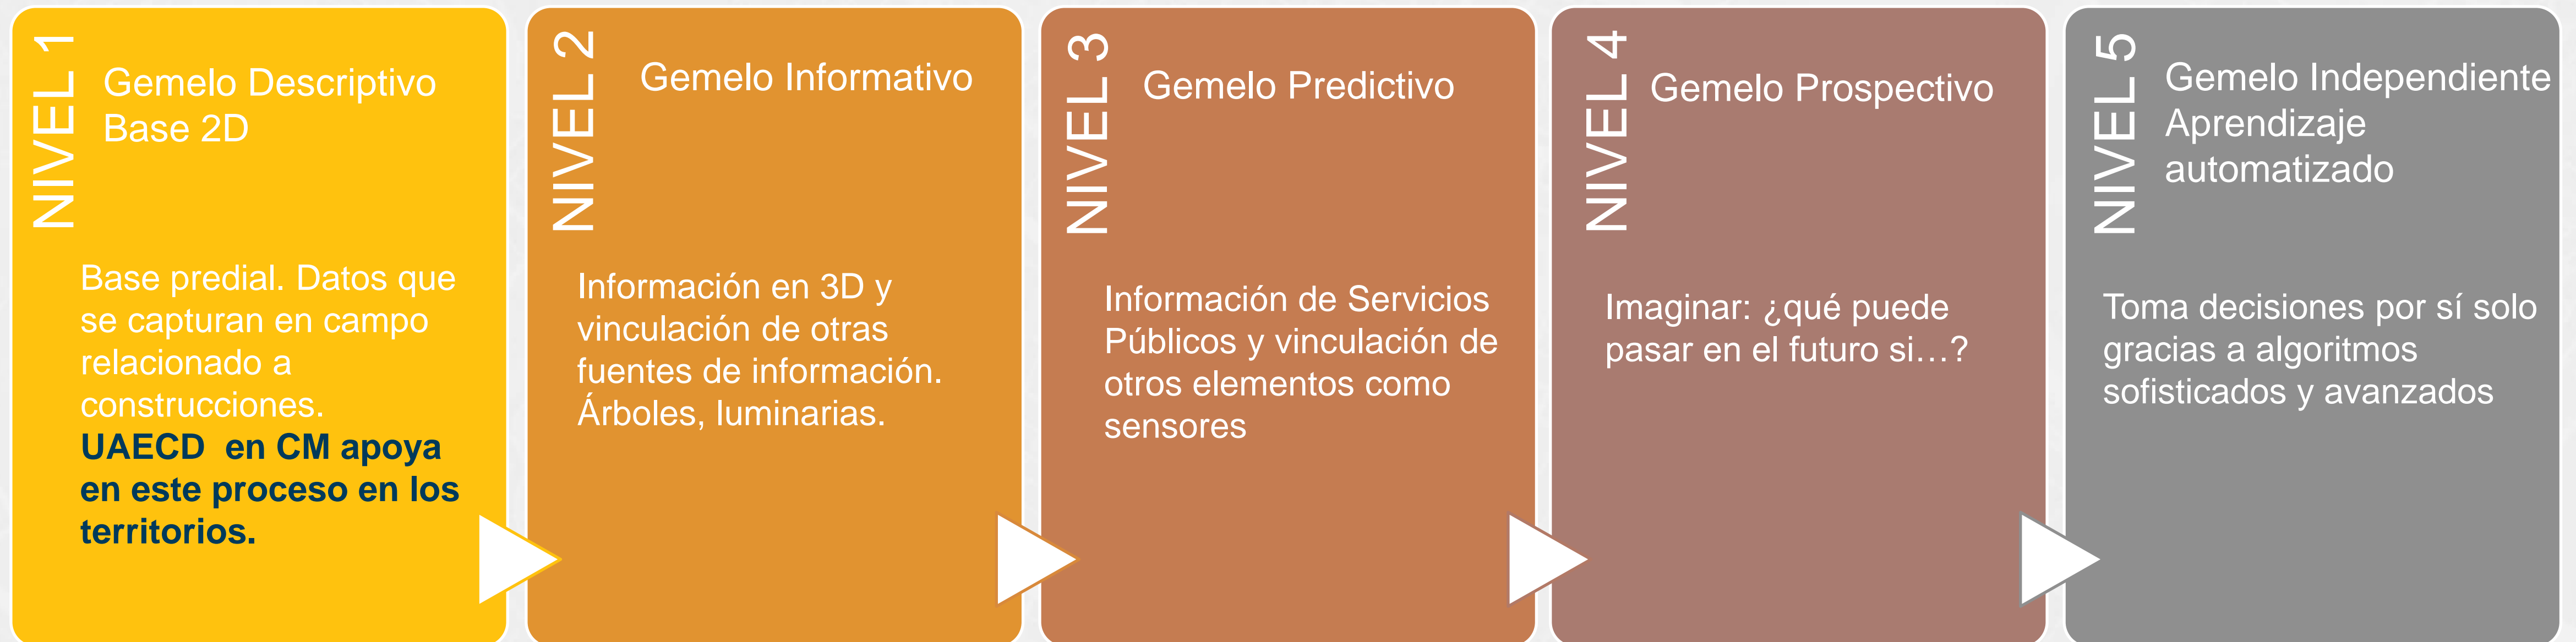 NIVEL 1
Gemelo Descriptivo
Base 2D
Base predial. Datos que
se capturan en campo
relacionado a
construcciones.
UAECD  en CM apoya
en este proceso en los
territorios.
NIVEL 2
Gemelo Informativo
Información en 3D y
vinculación de otras
fuentes de información.
Árboles, luminarias.
NIVEL 3
Gemelo Predictivo
Información de Servicios
Públicos y vinculación de
otros elementos como
sensores
NIVEL 4
Gemelo Prospectivo
Imaginar: ¿qué puede
pasar en el futuro si…?
NIVEL 5
Gemelo Independiente
Aprendizaje
automatizado
Toma decisiones por sí solo
gracias a algoritmos
sofisticados y avanzados